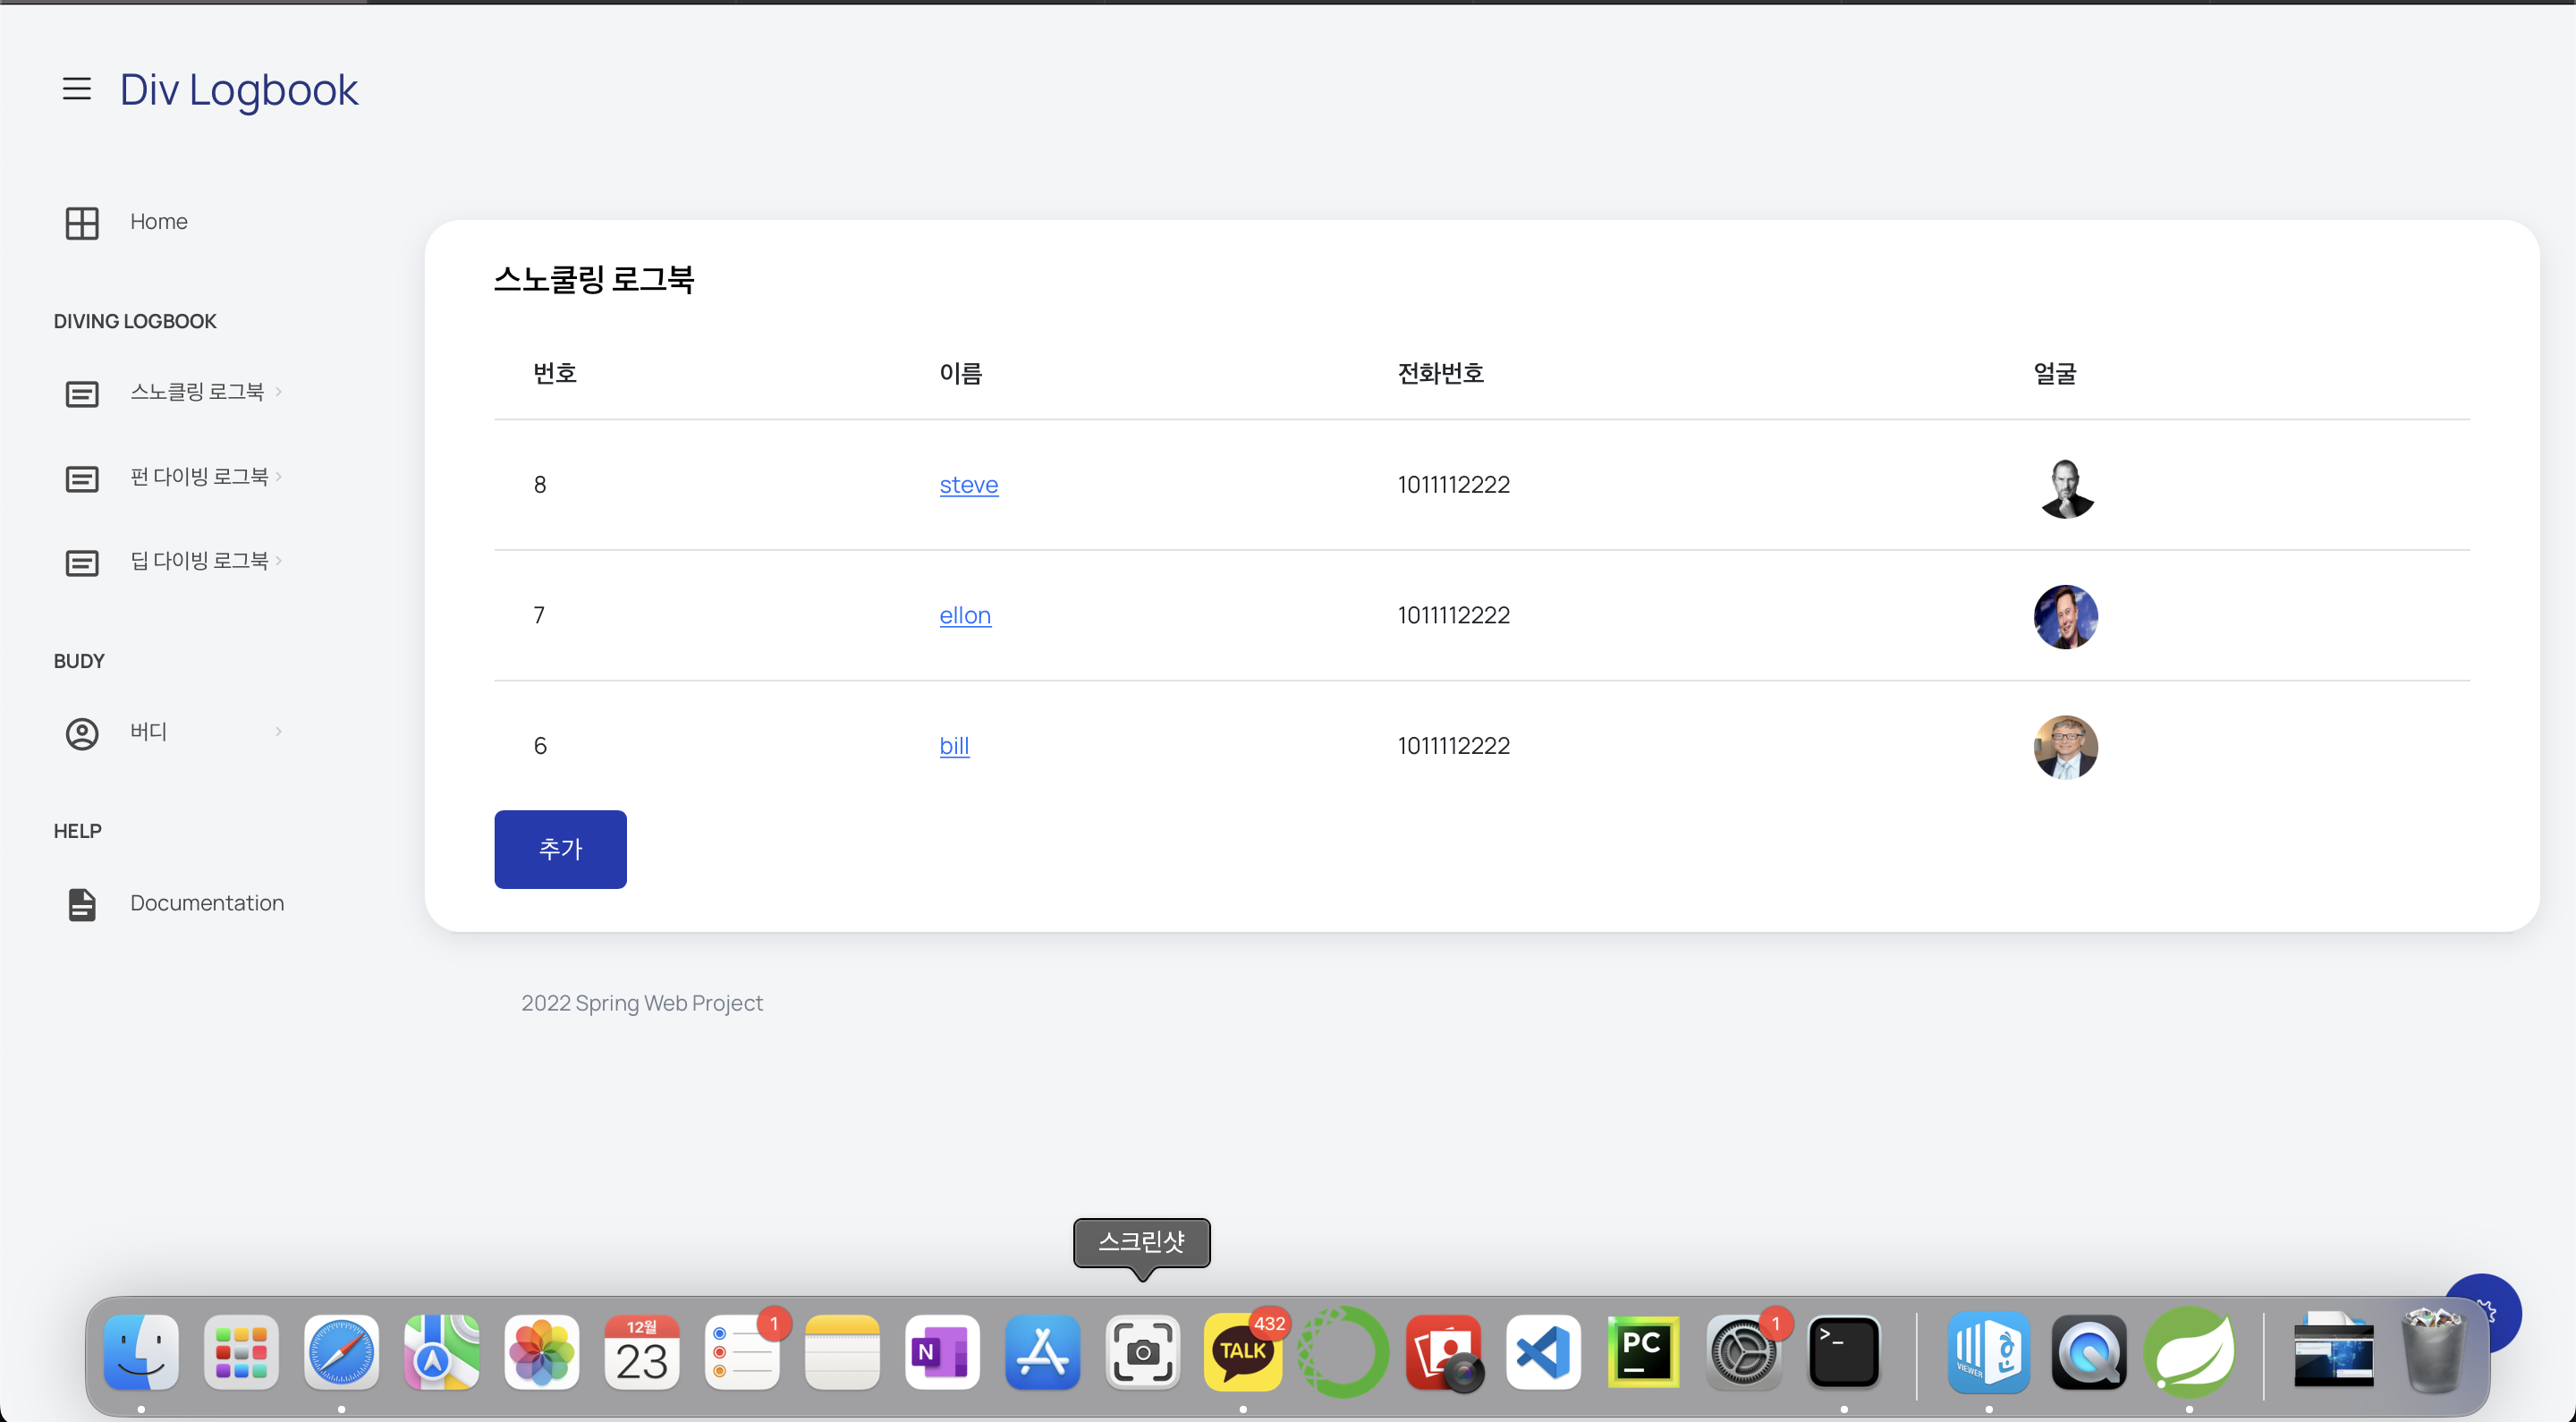 Div Logbook
Home
DIVING LOGBOOK
스노클링 로그북
펀 다이빙 로그북
딥 다이빙 로그북
BUDY
버디
HELP
Documentation
스노쿨링 로그북
번호 이름 전화번호 얼굴
8 steve 1011112222
7 ellon 1011112222
6 bill 1011112222
추가
2022 Spring Web Project
스크린샷
12월
23
1
N
TALK
432
PC
1
>_
VIEWER
한